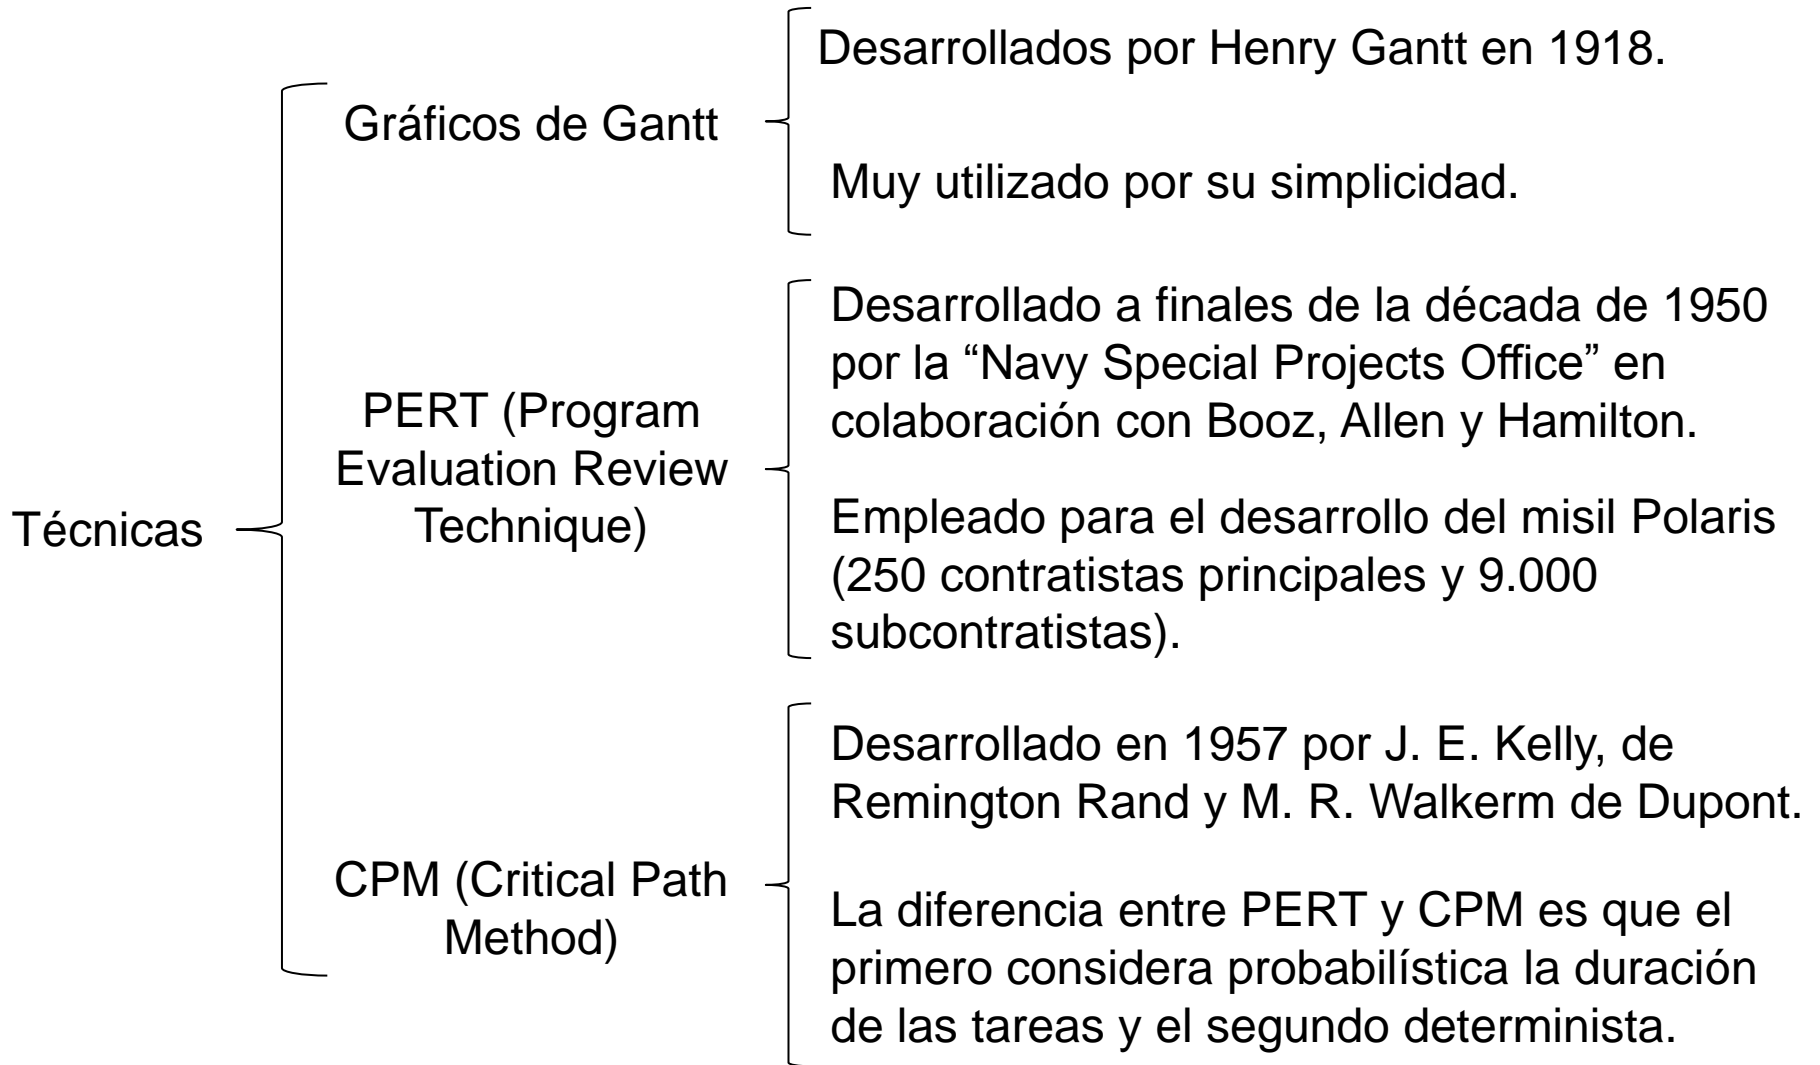 Técnicas
Gráficos de Gantt
Desarrollados por Henry Gantt en 1918.
Muy utilizado por su simplicidad.
PERT (Program
Evaluation Review
Technique)
Desarrollado a finales de la década de 1950
por la “Navy Special Projects Office” en
colaboración con Booz, Allen y Hamilton.
Empleado para el desarrollo del misil Polaris
(250 contratistas principales y 9.000
subcontratistas).
CPM (Critical Path
Method)
Desarrollado en 1957 por J. E. Kelly, de
Remington Rand y M. R. Walkerm de Dupont.
La diferencia entre PERT y CPM es que el
primero considera probabilística la duración
de las tareas y el segundo determinista.